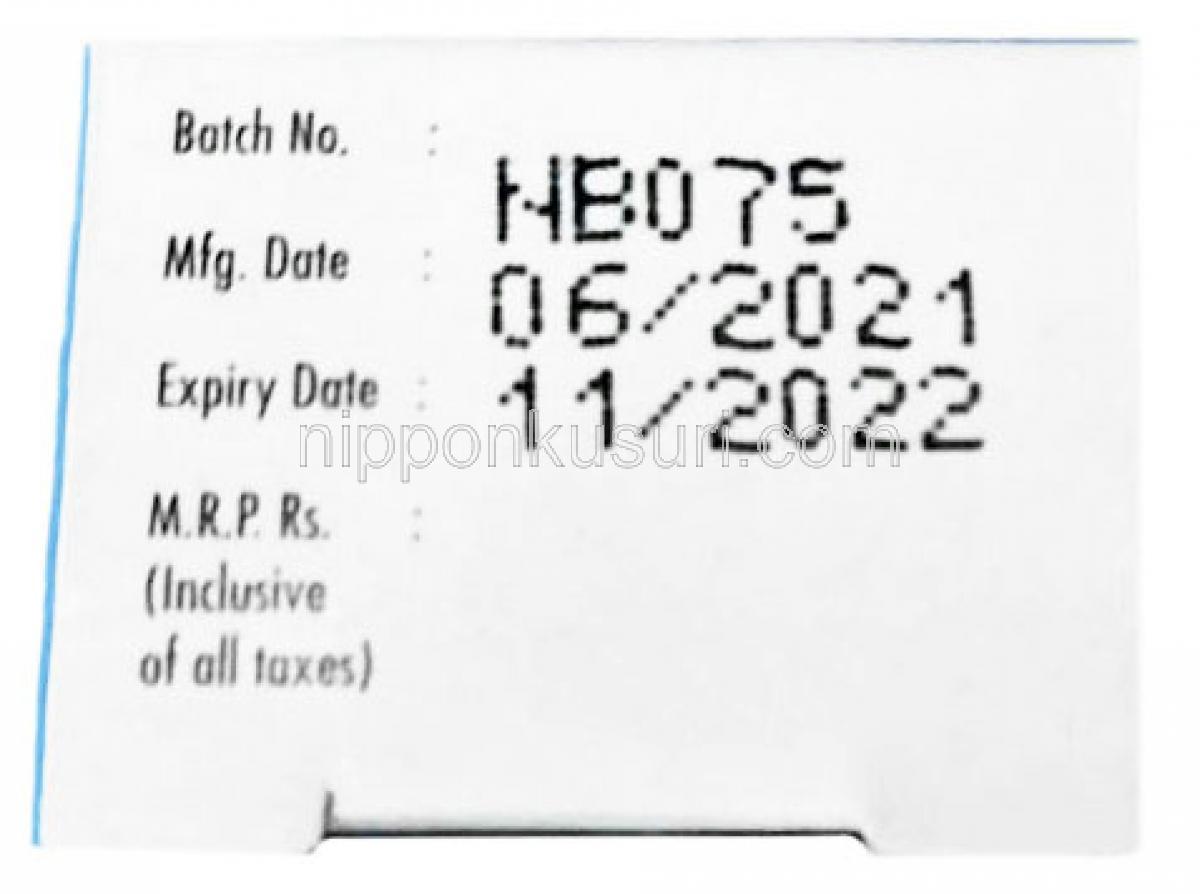 Batch No. :
NB075
Mfg. Date :
06/2021
Expiry Date :
11/2022
nipponkusuri.com
M.R.P. Rs. :
(Inclusive
of all taxes)